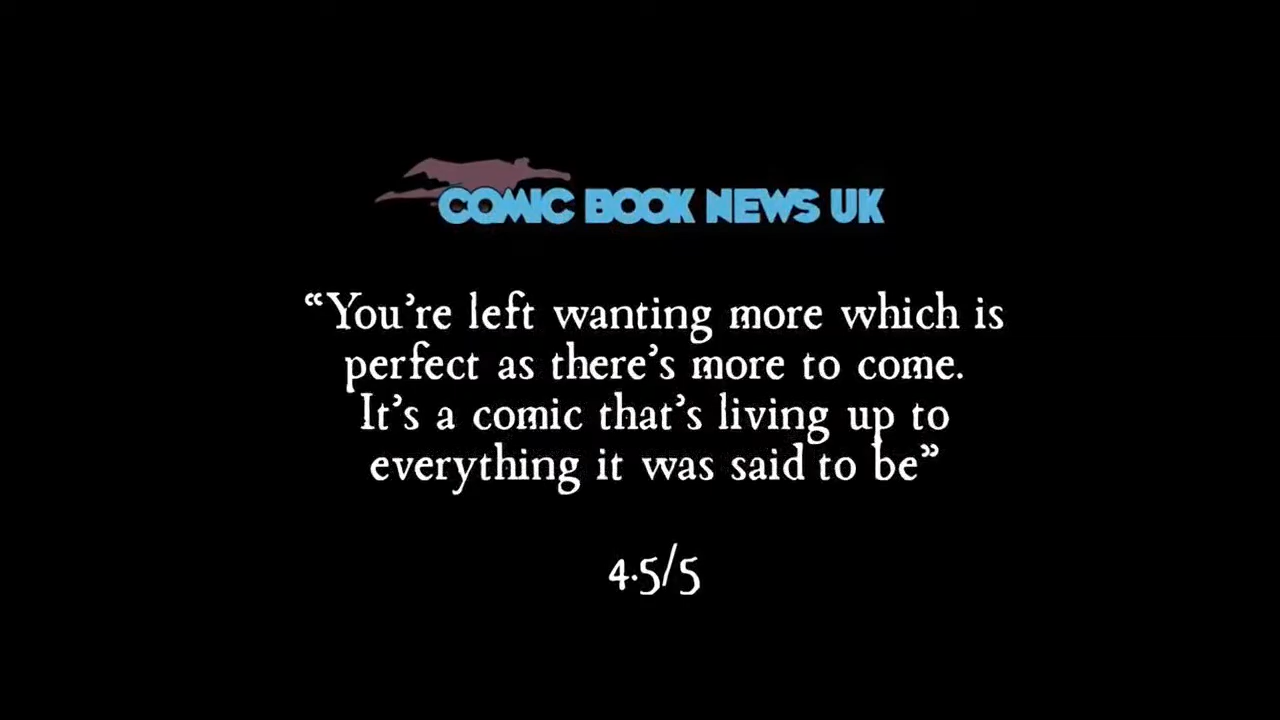 COMIC BOOK NEWS UK
“You’re left wanting more which is
perfect as there’s more to come.
It’s a comic that’s living up to
everything it was said to be”
4.5/5